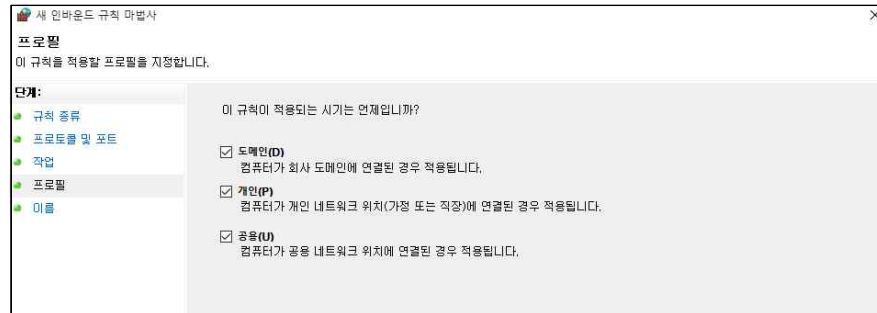 새 인바운드 규칙 마법사
프로필
이 규칙을 적용할 프로필을 지정합니다.
단계:
규칙 종류
프로토콜 및 포트
작업
프로필
이름
이 규칙이 적용되는 시기는 언제입니까?
도메인(D)
컴퓨터가 회사 도메인에 연결된 경우 적용됩니다.
개인(P)
컴퓨터가 개인 네트워크 위치(가정 또는 직장)에 연결된 경우 적용됩니다.
공용(U)
컴퓨터가 공용 네트워크 위치에 연결된 경우 적용됩니다.